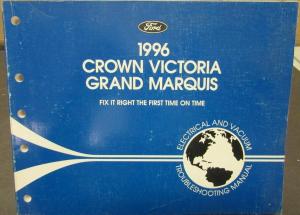 Ford
1996
CROWN VICTORIA
GRAND MARQUIS
FIX IT RIGHT THE FIRST TIME ON TIME
ELECTRICAL AND VACUUM
TROUBLESHOOTING MANUAL